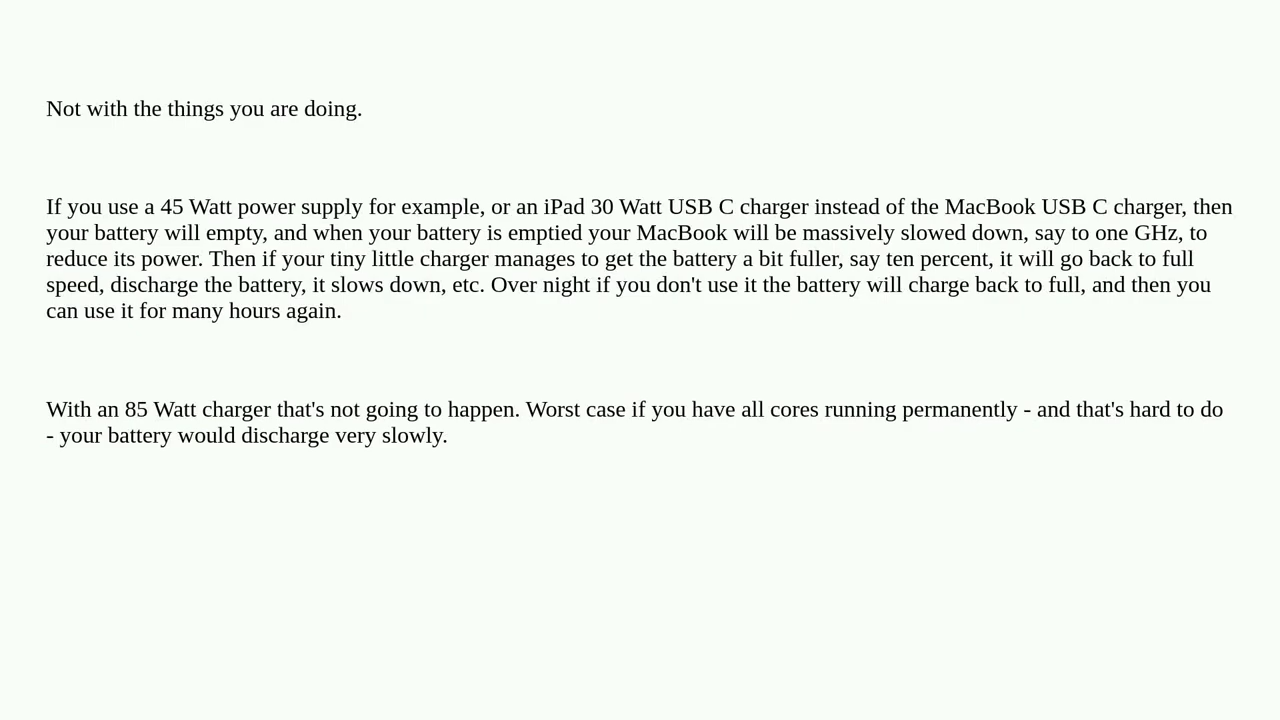 Not with the things you are doing.
If you use a 45 Watt power supply for example, or an iPad 30 Watt USB C charger instead of the MacBook USB C charger, then
your battery will empty, and when your battery is emptied your MacBook will be massively slowed down, say to one GHz, to
reduce its power. Then if your tiny little charger manages to get the battery a bit fuller, say ten percent, it will go back to full
speed, discharge the battery, it slows down, etc. Over night if you don't use it the battery will charge back to full, and then you
can use it for many hours again.
With an 85 Watt charger that's not going to happen. Worst case if you have all cores running permanently - and that's hard to do
- your battery would discharge very slowly.